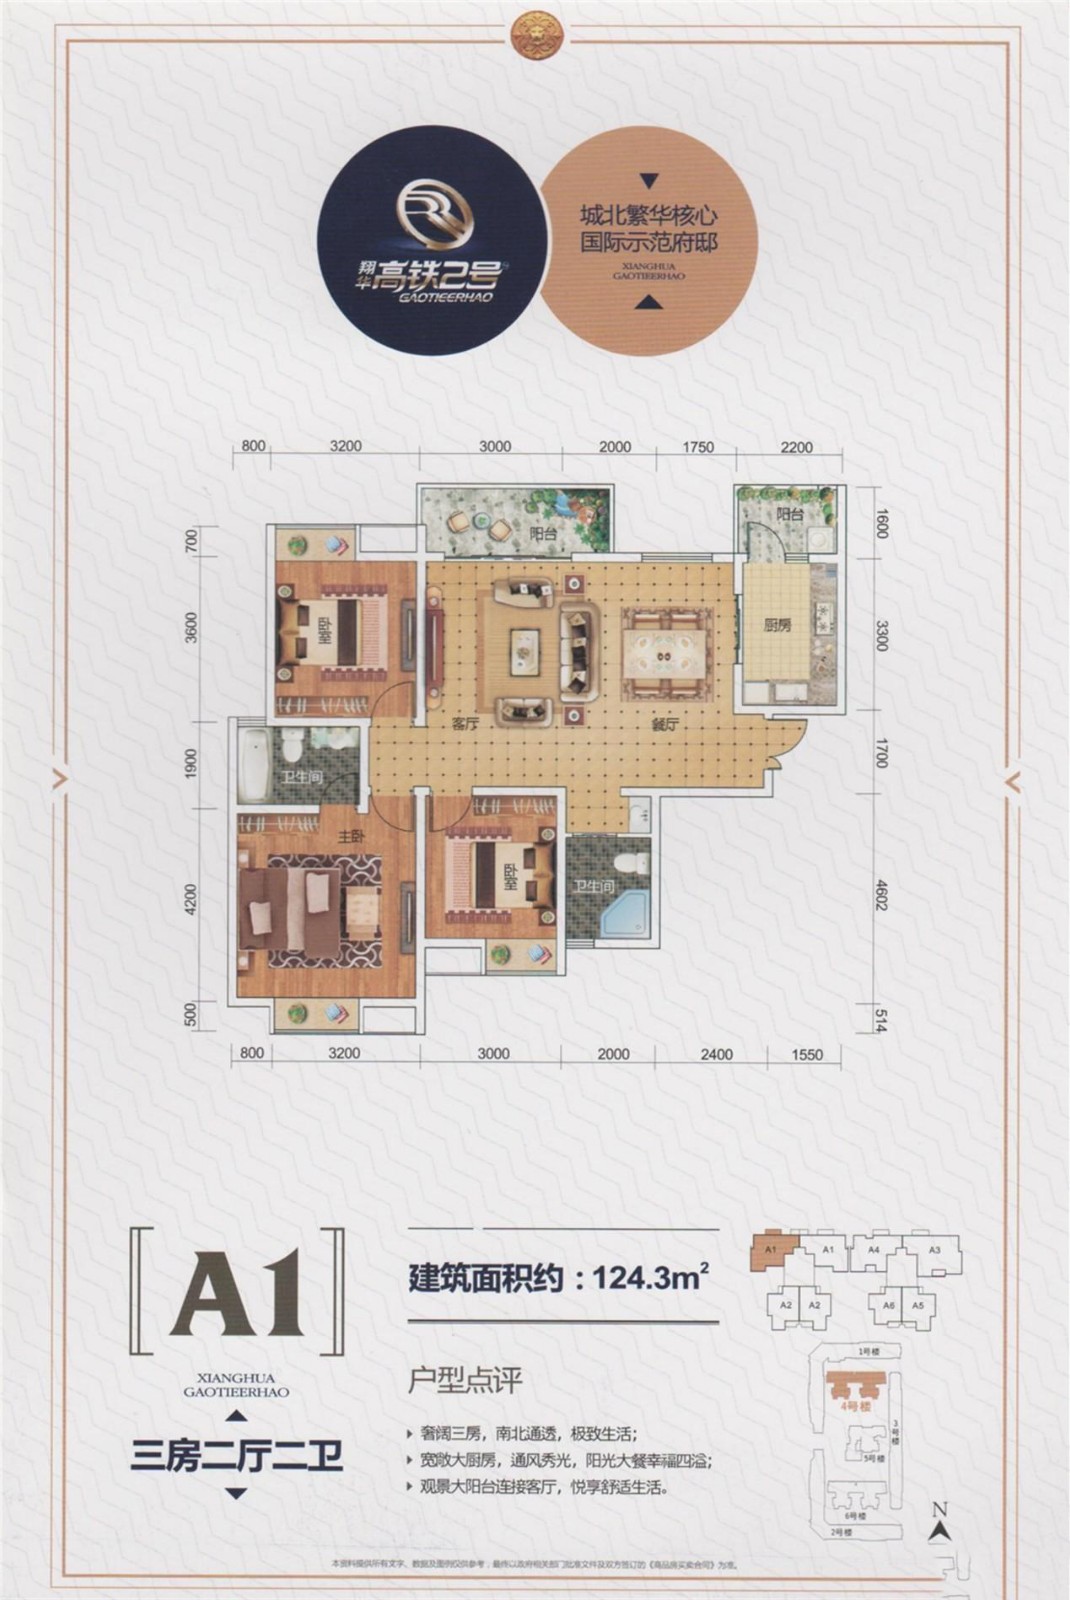 翔华
高铁2号
GAOTIEERHAO
城北繁华核心
国际示范府邸
XIANGHUA
GAOTIEERHAO
800 3200 3000 2000 1750 2200
700
3600
1900
4200
500
1600
3300
1700
4602
514
阳台
阳台
卧室
厨房
客厅
餐厅
卫生间
主卧
卧室
卫生间
800 3200 3000 2000 2400 1550
A1
XIANGHUA
GAOTIEERHAO
三房二厅二卫
建筑面积约：124.3m²
户型点评
奢阔三房，南北通透，极致生活；
宽敞大厨房，通风秀光，阳光大餐幸福四溢；
观景大阳台连接客厅，悦享舒适生活。
A1 A1 A4 A3
A2 A2 A6 A5
1号楼
4号楼
3号楼
5号楼
6号楼
2号楼
N
本资料提供所有文字、数据及图例仅供参考，最终以政府相关部门批准文件及双方签订的《商品房买卖合同》为准。